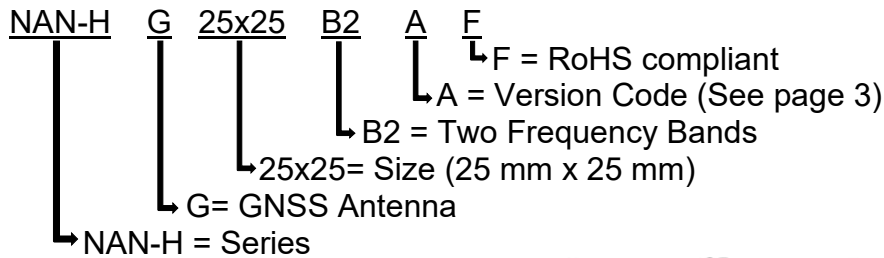 NAN-H G 25x25 B2 A F
F = RoHS compliant
A = Version Code (See page 3)
B2 = Two Frequency Bands
25x25= Size (25 mm x 25 mm)
G= GNSS Antenna
NAN-H = Series